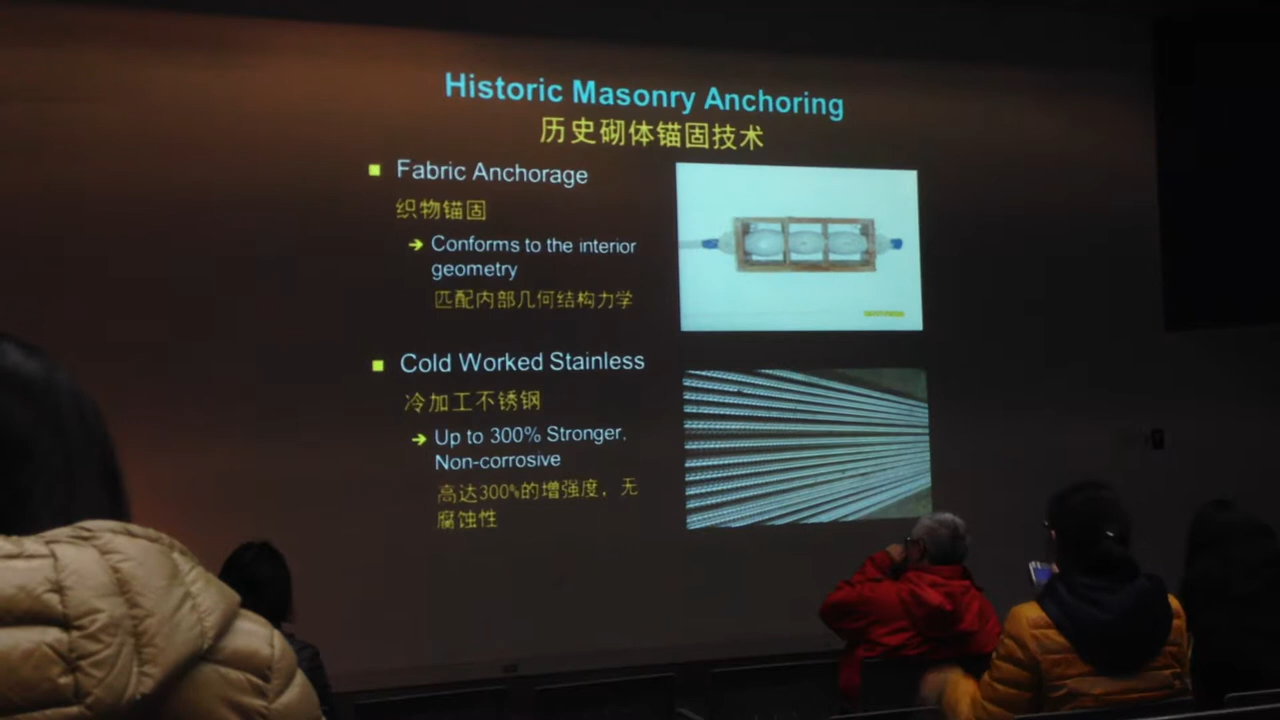 Historic Masonry Anchoring
历史砌体锚固技术
Fabric Anchorage
织物锚固
Conforms to the interior
geometry
匹配内部几何结构力学
Cold Worked Stainless
冷加工不锈钢
Up to 300% Stronger,
Non-corrosive
高达300%的增强度，无
腐蚀性